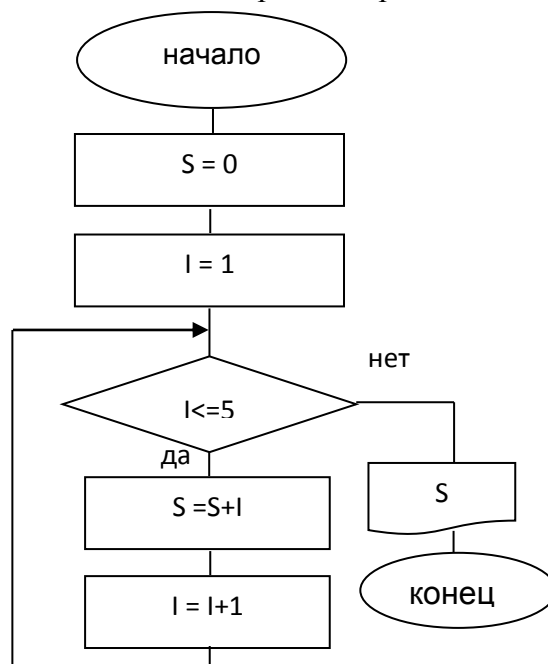 начало
S = 0
I = 1
нет
I<=5
да
S =S+I
S
I = I+1
конец